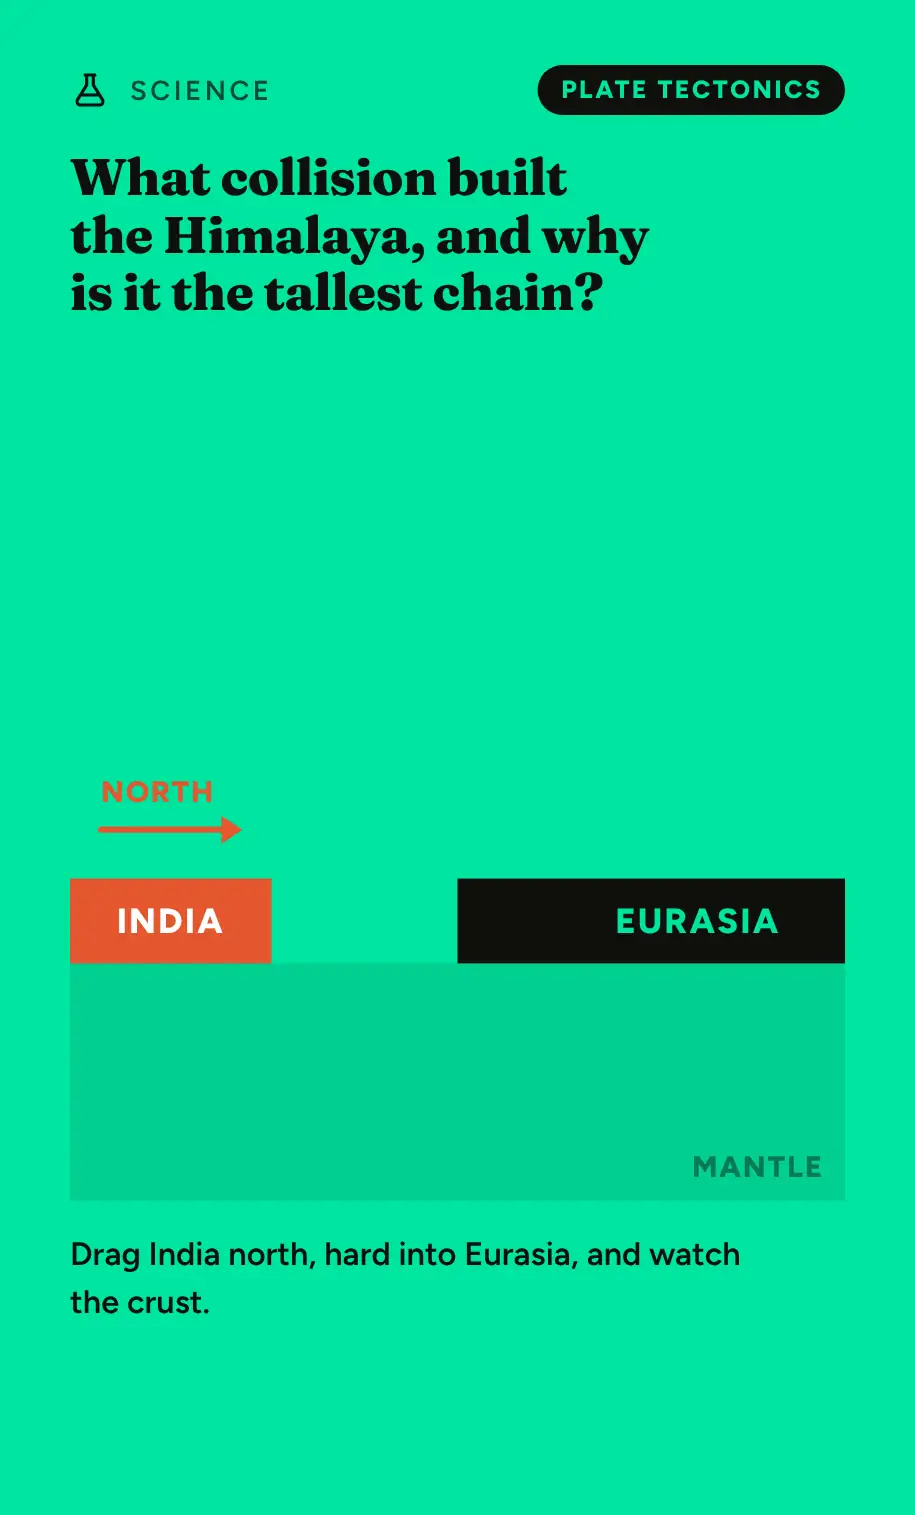 SCIENCE
PLATE TECTONICS
What collision built
the Himalaya, and why
is it the tallest chain?
NORTH
INDIA
EURASIA
MANTLE
Drag India north, hard into Eurasia, and watch
the crust.